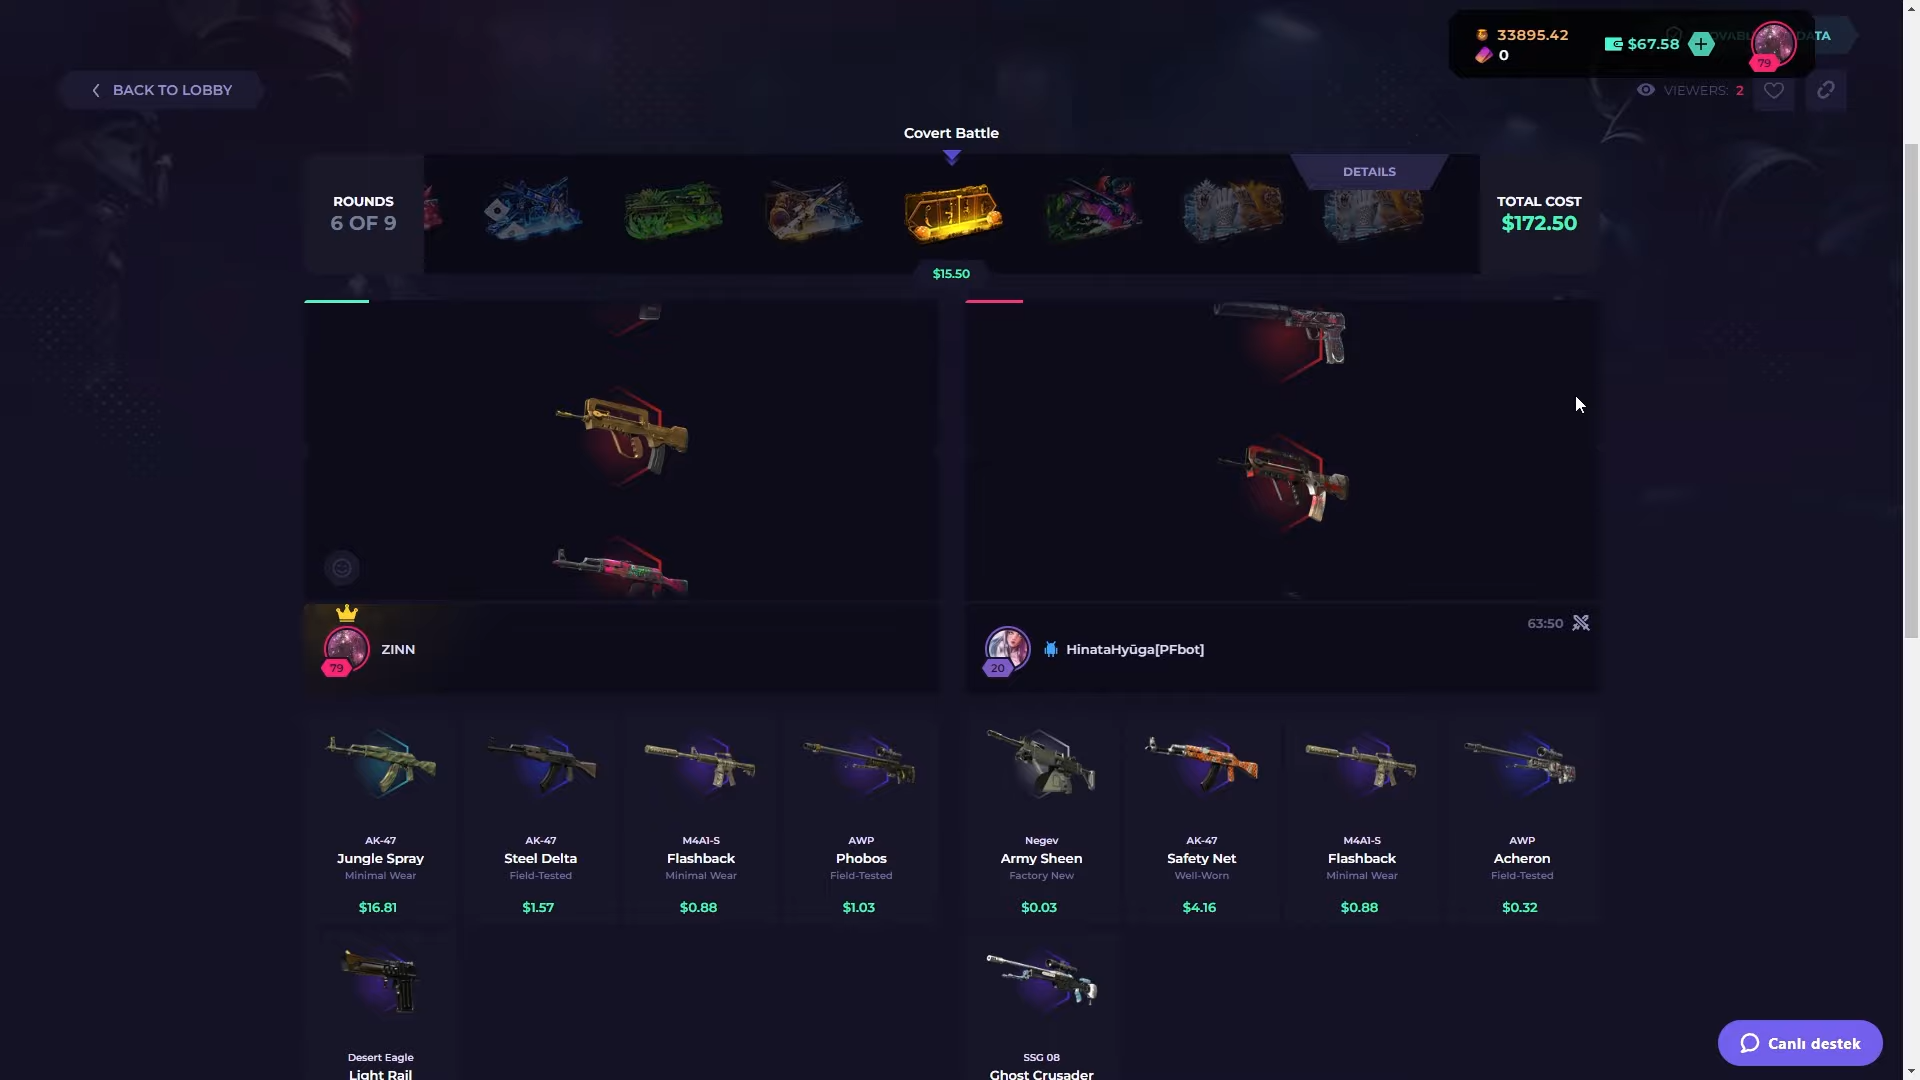 33895.42
0
$67.58
79
BACK TO LOBBY
VIEWERS: 2
Covert Battle
DETAILS
ROUNDS
6 OF 9
TOTAL COST
$172.50
$15.50
ZINN
79
63:50
HinataHyūga[PFbot]
20
AK-47
Jungle Spray
Minimal Wear
$16.81
AK-47
Steel Delta
Field-Tested
$1.57
M4A1-S
Flashback
Minimal Wear
$0.88
AWP
Phobos
Field-Tested
$1.03
Negev
Army Sheen
Factory New
$0.03
AK-47
Safety Net
Well-Worn
$4.16
M4A1-S
Flashback
Minimal Wear
$0.88
AWP
Acheron
Field-Tested
$0.32
Desert Eagle
Light Rail
SSG 08
Ghost Crusader
Canlı destek